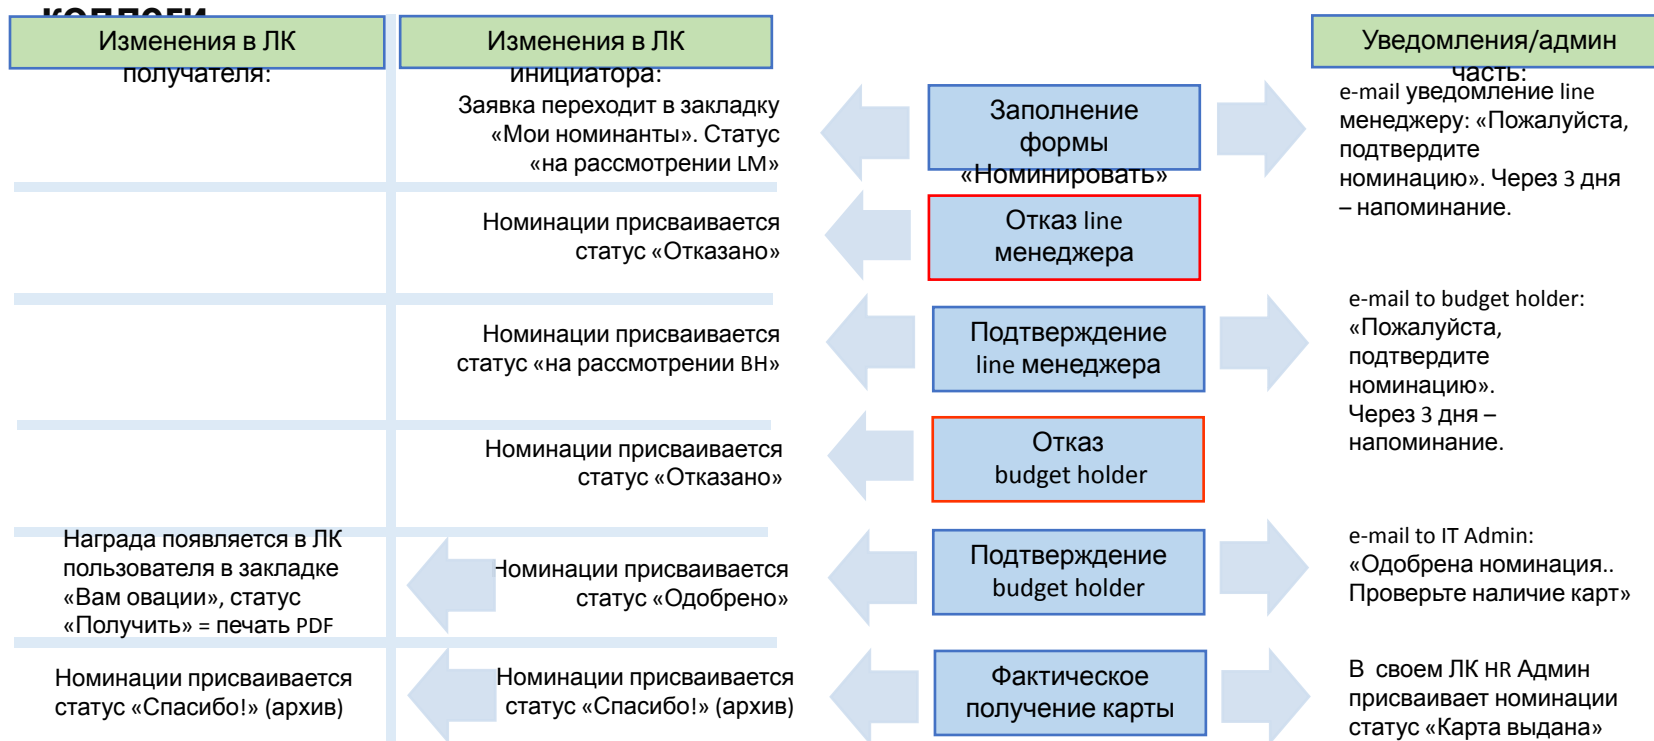 коллеги
Изменения в ЛК
получателя:
Изменения в ЛК
инициатора:
Уведомления/админ
часть:
Заявка переходит в закладку
«Мои номинанты». Статус
«на рассмотрении LM»
Заполнение
формы
«Номинировать»
e-mail уведомление line
менеджеру: «Пожалуйста,
подтвердите
номинацию». Через 3 дня
– напоминание.
Номинации присваивается
статус «Отказано»
Отказ line
менеджера
Номинации присваивается
статус «на рассмотрении BH»
Подтверждение
line менеджера
e-mail to budget holder:
«Пожалуйста,
подтвердите
номинацию».
Через 3 дня –
напоминание.
Номинации присваивается
статус «Отказано»
Отказ
budget holder
Награда появляется в ЛК
пользователя в закладке
«Вам овации», статус
«Получить» = печать PDF
Номинации присваивается
статус «Одобрено»
Подтверждение
budget holder
e-mail to IT Admin:
«Одобрена номинация..
Проверьте наличие карт»
Номинации присваивается
статус «Спасибо!» (архив)
Номинации присваивается
статус «Спасибо!» (архив)
Фактическое
получение карты
В своем ЛК HR Админ
присваивает номинации
статус «Карта выдана»